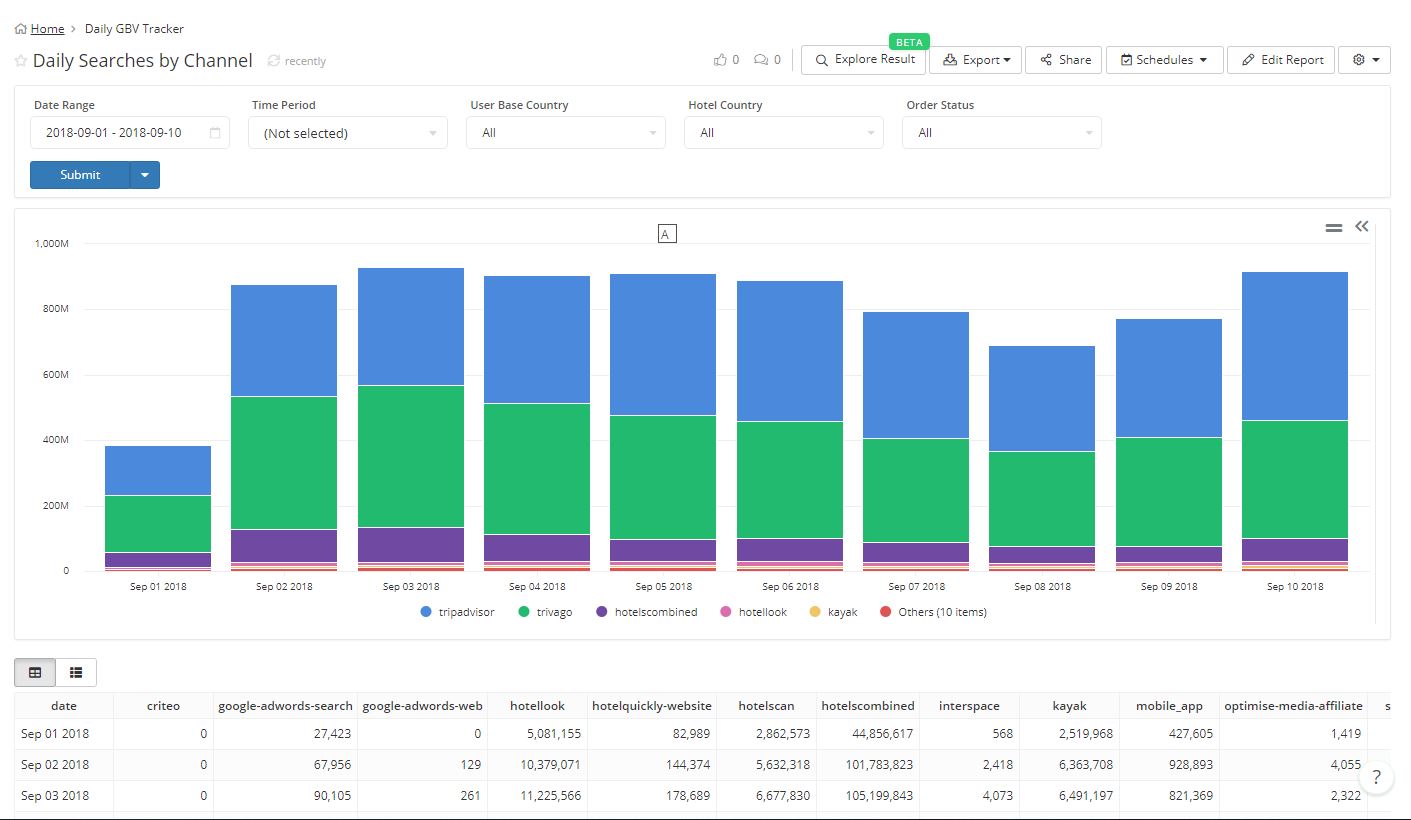 Home > Daily GBV Tracker
Daily Searches by Channel recently 0 0 BETA Explore Result Export Share Schedules Edit Report
Date Range Time Period User Base Country Hotel Country Order Status
2018-09-01 - 2018-09-10 (Not selected) All All All
Submit
A
1,000M
800M
600M
400M
200M
0
Sep 01 2018 Sep 02 2018 Sep 03 2018 Sep 04 2018 Sep 05 2018 Sep 06 2018 Sep 07 2018 Sep 08 2018 Sep 09 2018 Sep 10 2018
tripadvisor trivago hotelscombined hotellook kayak Others (10 items)
date criteo google-adwords-search google-adwords-web hotellook hotelquickly-website hotelscan hotelscombined interspace kayak mobile_app optimise-media-affiliate s
Sep 01 2018 0 27,423 0 5,081,155 82,989 2,862,573 44,856,617 568 2,519,968 427,605 1,419
Sep 02 2018 0 67,956 129 10,379,071 144,374 5,632,318 101,783,823 2,418 6,363,708 928,893 4,055
Sep 03 2018 0 90,105 261 11,225,566 178,689 6,677,830 105,199,843 4,073 6,491,197 821,369 2,322
?